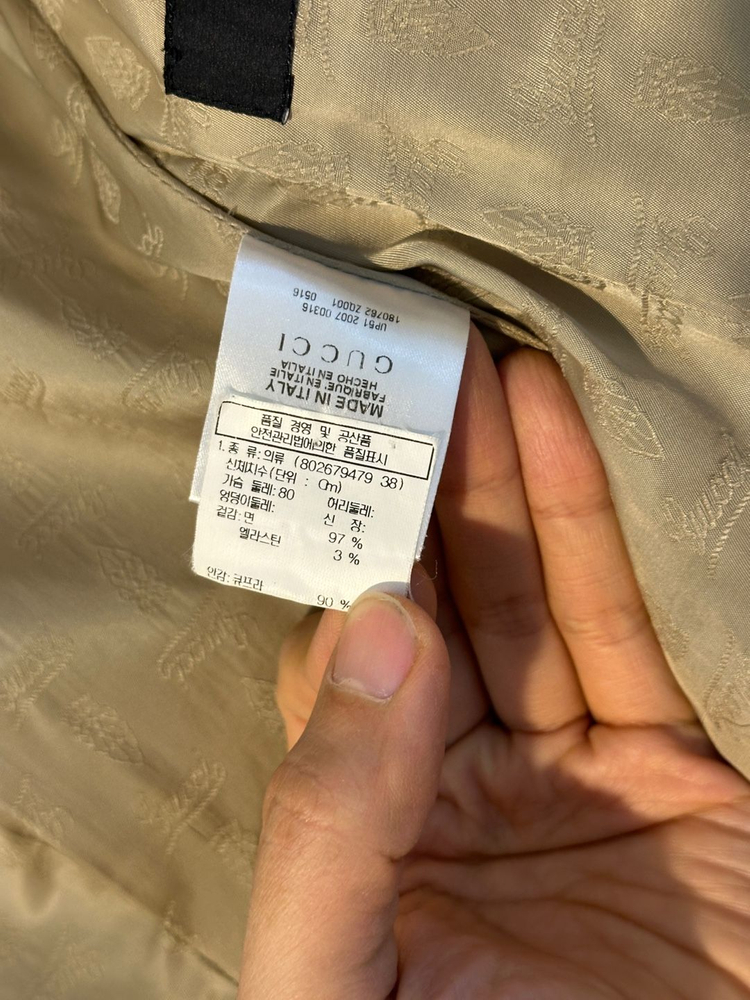 180762 ZQ001 0516
UP51 2007 00316
GUCCI
HECHO EN ITALIA
FABRIQUÉ EN ITALIE
MADE IN ITALY
품질 경영 및 공산품
안전관리법에의한 품질표시
1. 종 류: 의류 (802679479 38)
신체치수(단위 : Cm)
가슴 둘레: 80 허리둘레:
엉덩이둘레: 신 장:
겉감: 면 97 %
엘라스틴 3 %
안감: 큐프라 90 %